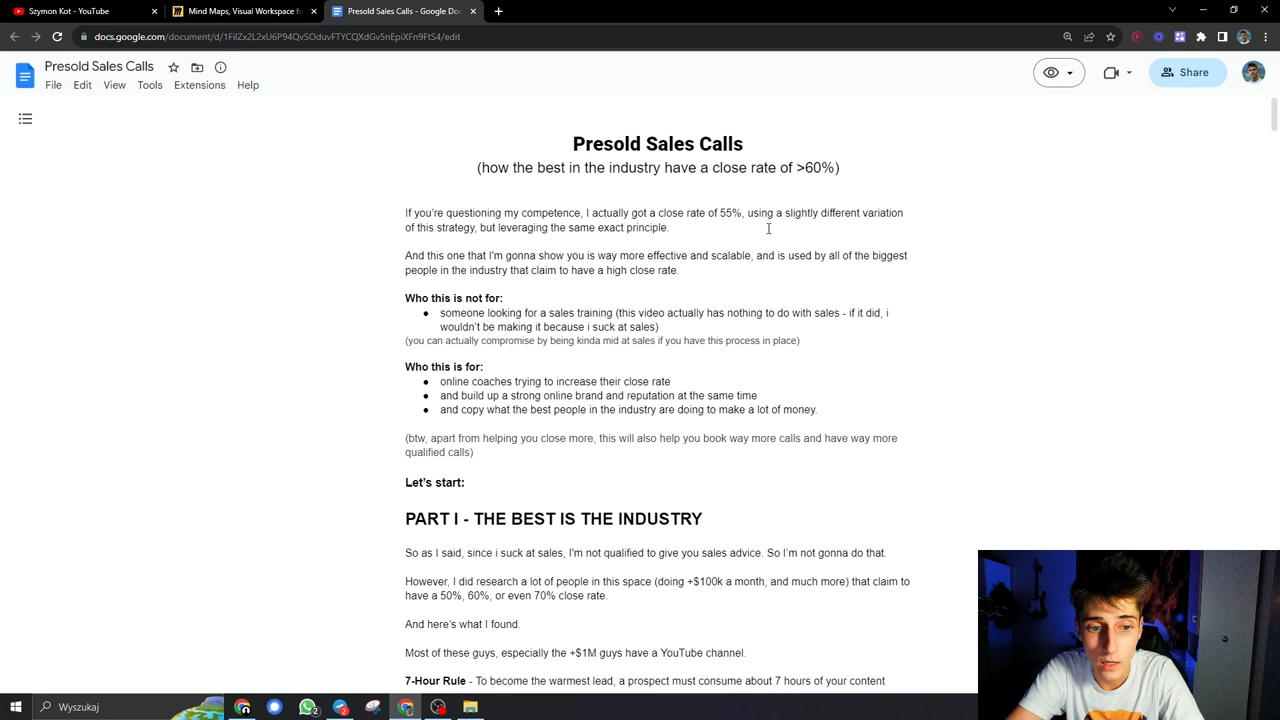 Szymon Kot - YouTube
Mind Maps, Visual Workspace fo
Presold Sales Calls - Google Doc
docs.google.com/document/d/1FilZx2L2xU6P94QvSOduvFTYCQXdGv5nEpiXFn9FtS4/edit
Presold Sales Calls
File Edit View Tools Extensions Help
Share
Presold Sales Calls
(how the best in the industry have a close rate of >60%)
If you're questioning my competence, I actually got a close rate of 55%, using a slightly different variation
of this strategy, but leveraging the same exact principle.
And this one that I'm gonna show you is way more effective and scalable, and is used by all of the biggest
people in the industry that claim to have a high close rate.
Who this is not for:
● someone looking for a sales training (this video actually has nothing to do with sales - if it did, i
wouldn't be making it because i suck at sales)
(you can actually compromise by being kinda mid at sales if you have this process in place)
Who this is for:
● online coaches trying to increase their close rate
● and build up a strong online brand and reputation at the same time
● and copy what the best people in the industry are doing to make a lot of money.
(btw, apart from helping you close more, this will also help you book way more calls and have way more
qualified calls)
Let's start:
PART I - THE BEST IS THE INDUSTRY
So as I said, since i suck at sales, I'm not qualified to give you sales advice. So I'm not gonna do that.
However, I did research a lot of people in this space (doing +$100k a month, and much more) that claim to
have a 50%, 60%, or even 70% close rate.
And here's what I found.
Most of these guys, especially the +$1M guys have a YouTube channel.
7-Hour Rule - To become the warmest lead, a prospect must consume about 7 hours of your content
Wyszukaj